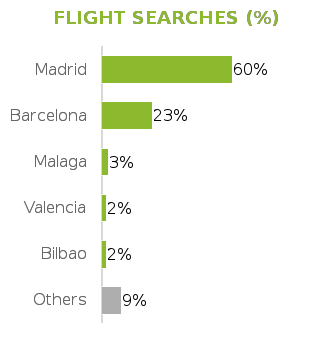 FLIGHT SEARCHES (%)
Madrid 60%
Barcelona 23%
Malaga 3%
Valencia 2%
Bilbao 2%
Others 9%